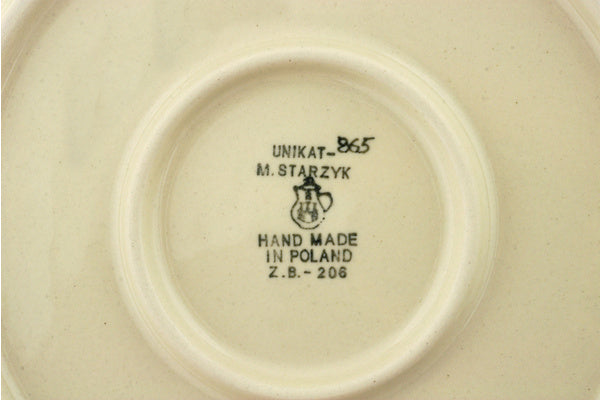 UNIKAT-865
M. STARZYK
HAND MADE
IN POLAND
Z.B.- 206